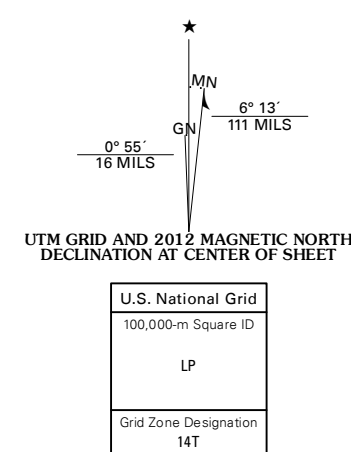 MN
6° 13´
111 MILS
GN
0° 55´
16 MILS
UTM GRID AND 2012 MAGNETIC NORTH
DECLINATION AT CENTER OF SHEET
U.S. National Grid
100,000-m Square ID
LP
Grid Zone Designation
14T